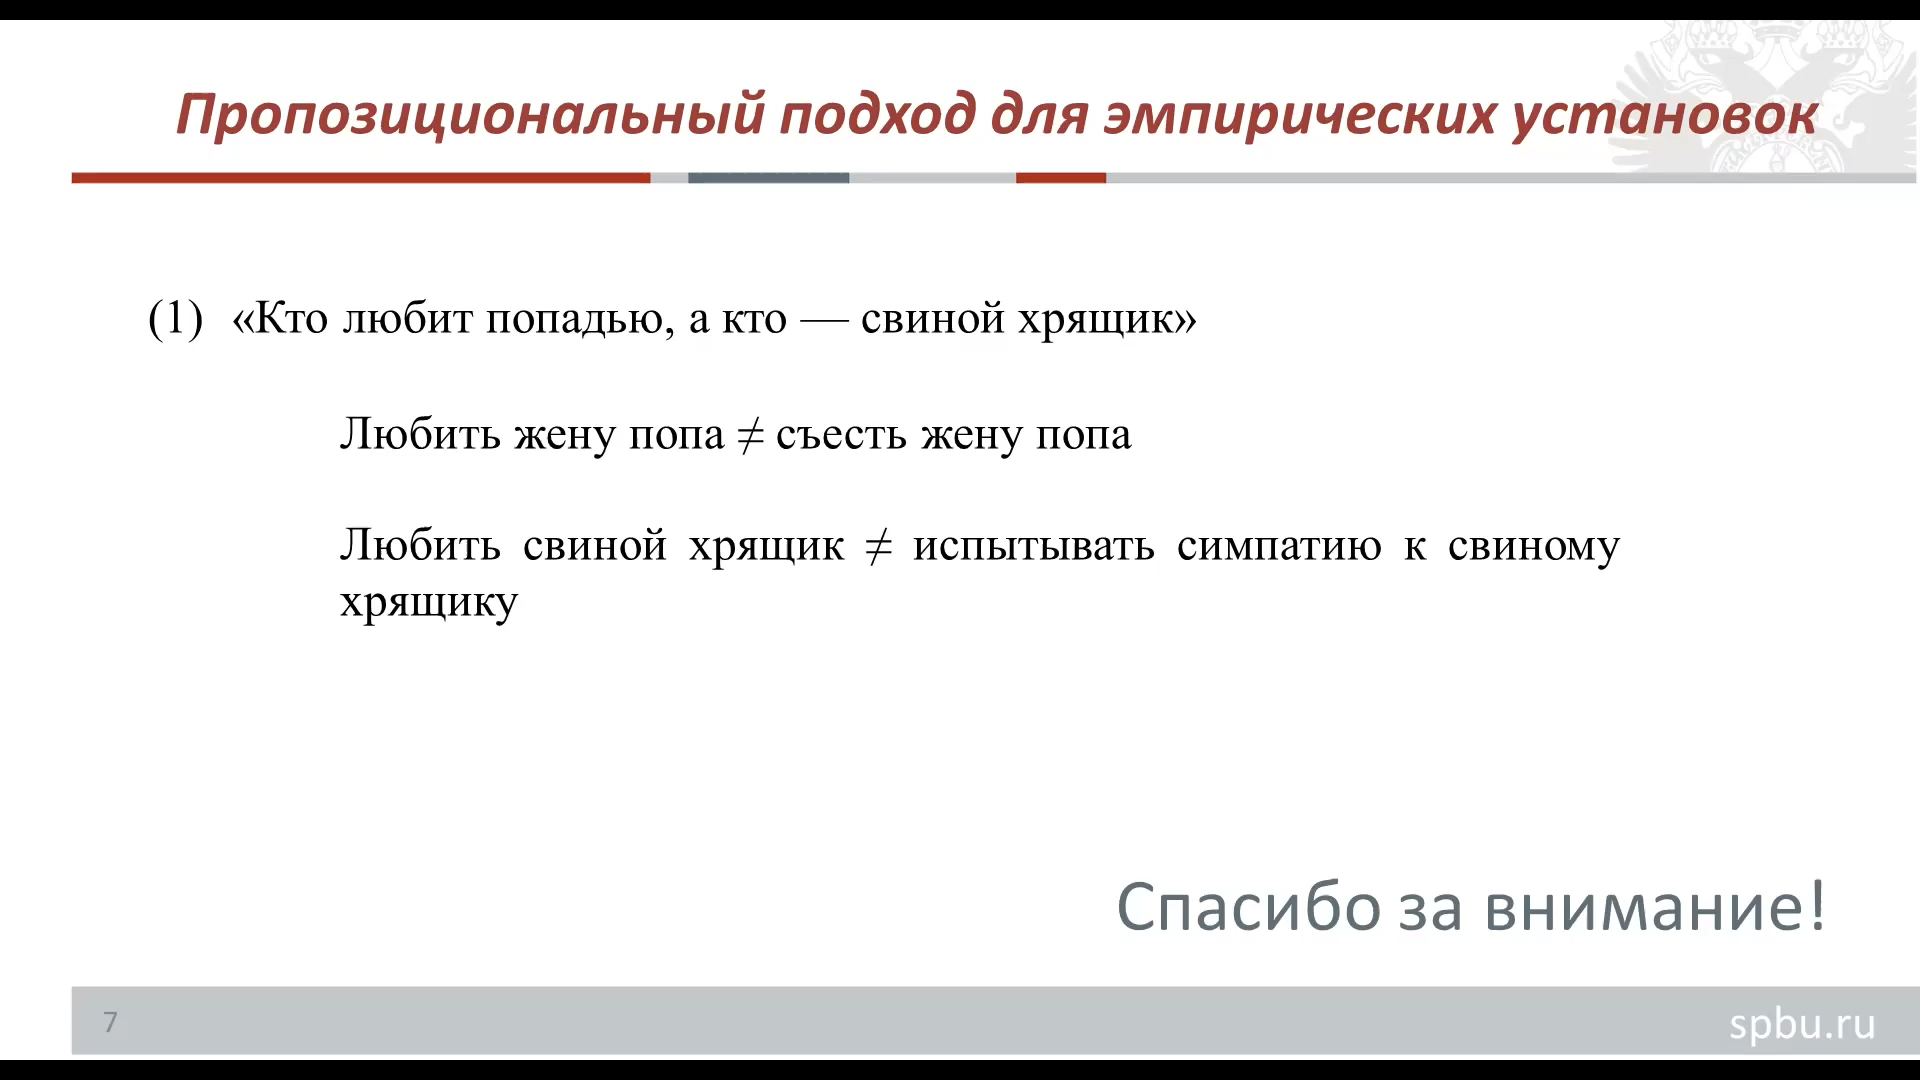 Пропозициональный подход для эмпирических установок
(1) «Кто любит попадью, а кто — свиной хрящик»
Любить жену попа ≠ съесть жену попа
Любить свиной хрящик ≠ испытывать симпатию к свиному
хрящику
Спасибо за внимание!
7
spbu.ru